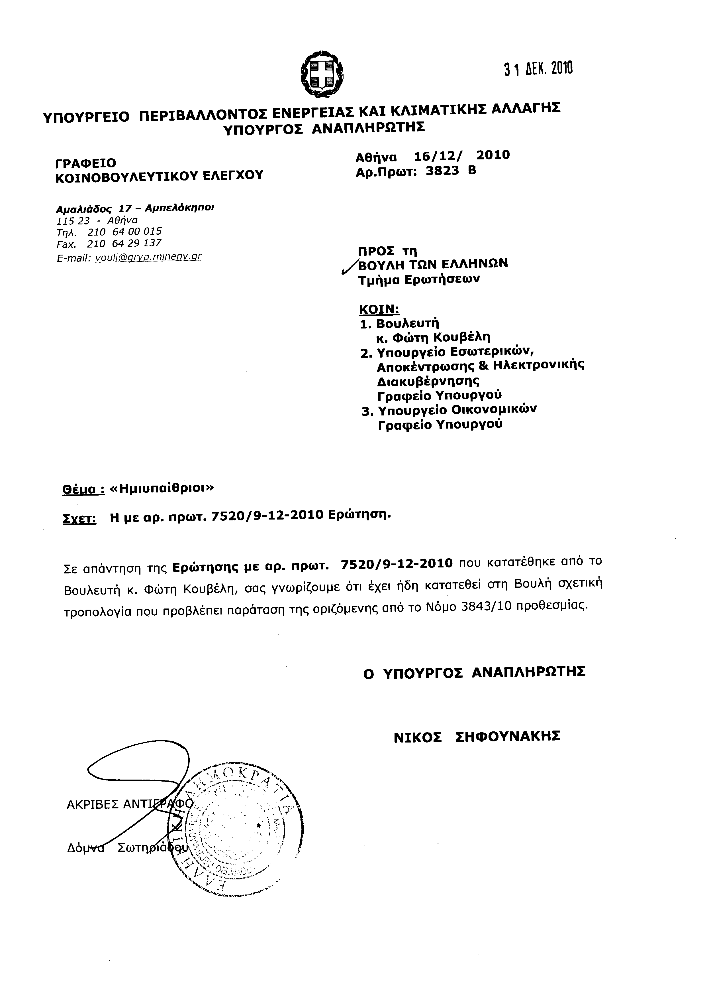 31 ΔΕΚ. 2010
ΥΠΟΥΡΓΕΙΟ ΠΕΡΙΒΑΛΛΟΝΤΟΣ ΕΝΕΡΓΕΙΑΣ ΚΑΙ ΚΛΙΜΑΤΙΚΗΣ ΑΛΛΑΓΗΣ
ΥΠΟΥΡΓΟΣ ΑΝΑΠΛΗΡΩΤΗΣ
ΓΡΑΦΕΙΟ
ΚΟΙΝΟΒΟΥΛΕΥΤΙΚΟΥ ΕΛΕΓΧΟΥ
Αθήνα 16/12/ 2010
Αρ.Πρωτ: 3823 Β
Αμαλιάδος 17 – Αμπελόκηποι
115 23 - Αθήνα
Τηλ. 210 64 00 015
Fax. 210 64 29 137
E-mail: vouli@gryp.minenv.gr
ΠΡΟΣ τη
ΒΟΥΛΗ ΤΩΝ ΕΛΛΗΝΩΝ
Τμήμα Ερωτήσεων
ΚΟΙΝ:
1. Βουλευτή
κ. Φώτη Κουβέλη
2. Υπουργείο Εσωτερικών,
Αποκέντρωσης & Ηλεκτρονικής
Διακυβέρνησης
Γραφείο Υπουργού
3. Υπουργείο Οικονομικών
Γραφείο Υπουργού
Θέμα : «Ημιυπαίθριοι»
Σχετ: Η με αρ. πρωτ. 7520/9-12-2010 Ερώτηση.
Σε απάντηση της Ερώτησης με αρ. πρωτ. 7520/9-12-2010 που κατατέθηκε από το
Βουλευτή κ. Φώτη Κουβέλη, σας γνωρίζουμε ότι έχει ήδη κατατεθεί στη Βουλή σχετική
τροπολογία που προβλέπει παράταση της οριζόμενης από το Νόμο 3843/10 προθεσμίας.
Ο ΥΠΟΥΡΓΟΣ ΑΝΑΠΛΗΡΩΤΗΣ
ΝΙΚΟΣ ΣΗΦΟΥΝΑΚΗΣ
ΑΚΡΙΒΕΣ ΑΝΤΙΓΡΑΦΟ
Δόμνα Σωτηριάδου
ΕΛΛΗΝΙΚΗ ΔΗΜΟΚΡΑΤΙΑ